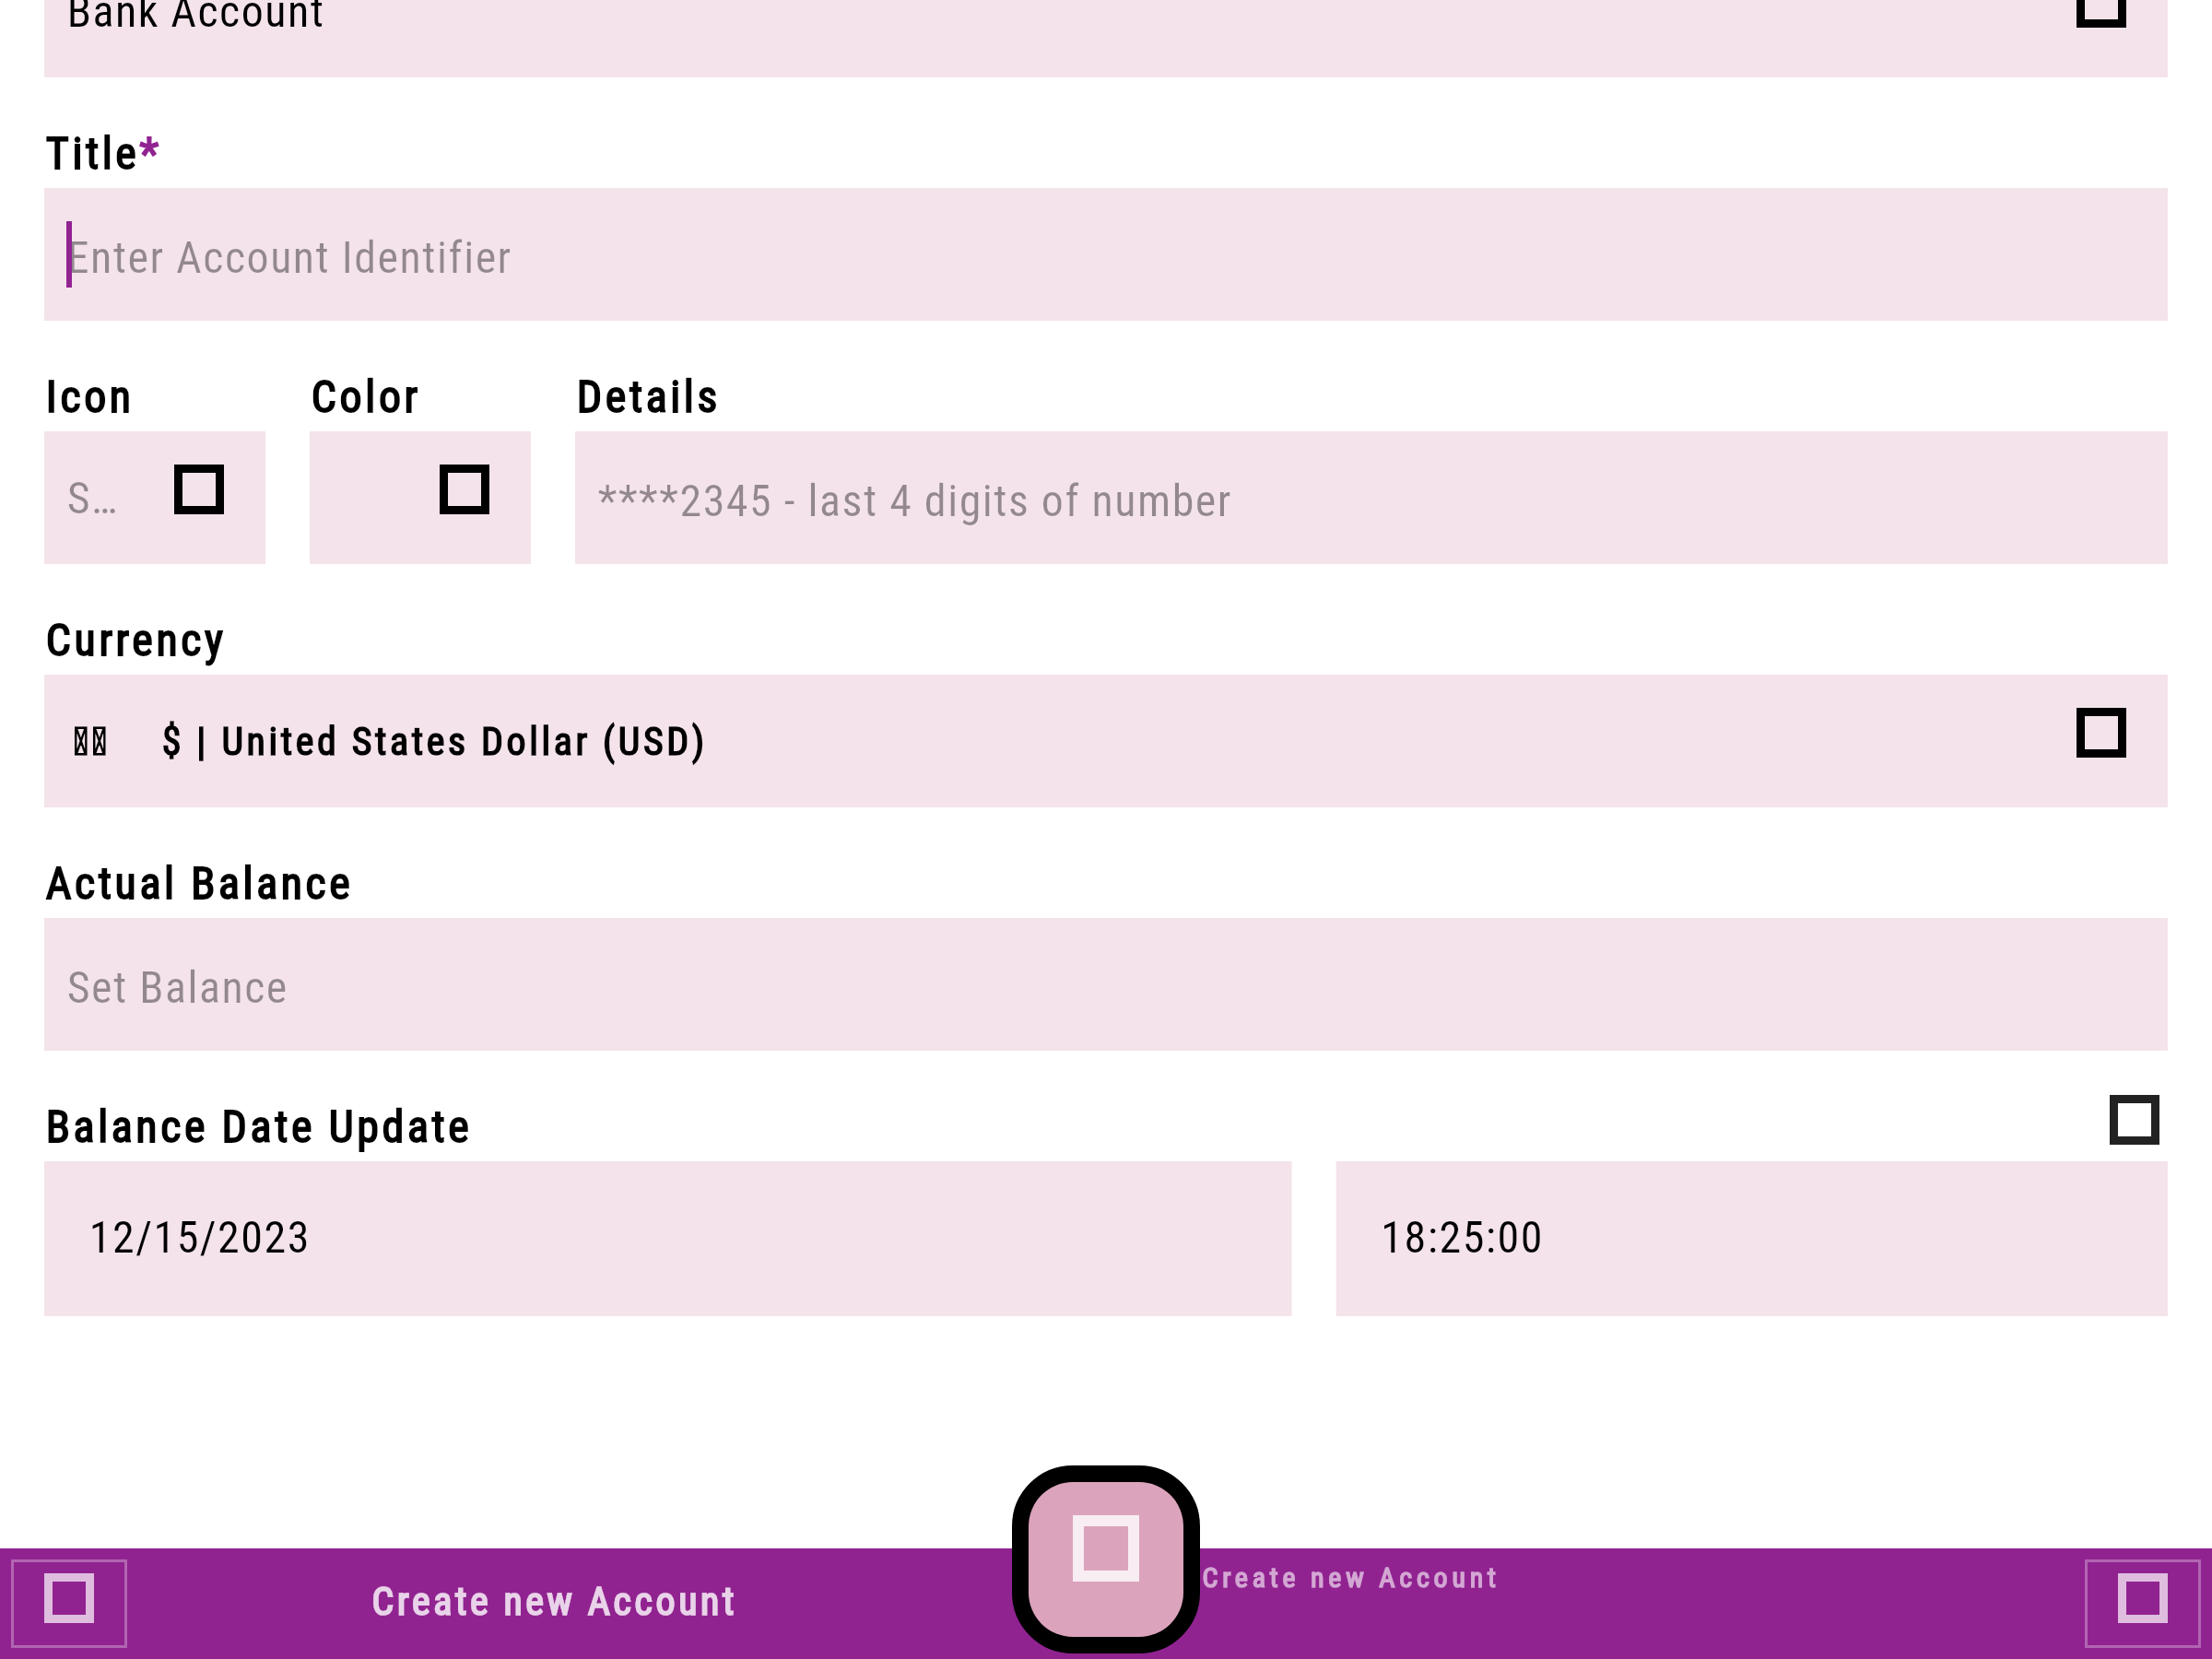 Bank Account
Title*
Enter Account Identifier
Icon Color Details
S... ****2345 - last 4 digits of number
Currency
$ | United States Dollar (USD)
Actual Balance
Set Balance
Balance Date Update
12/15/2023 18:25:00
Create new Account Create new Account